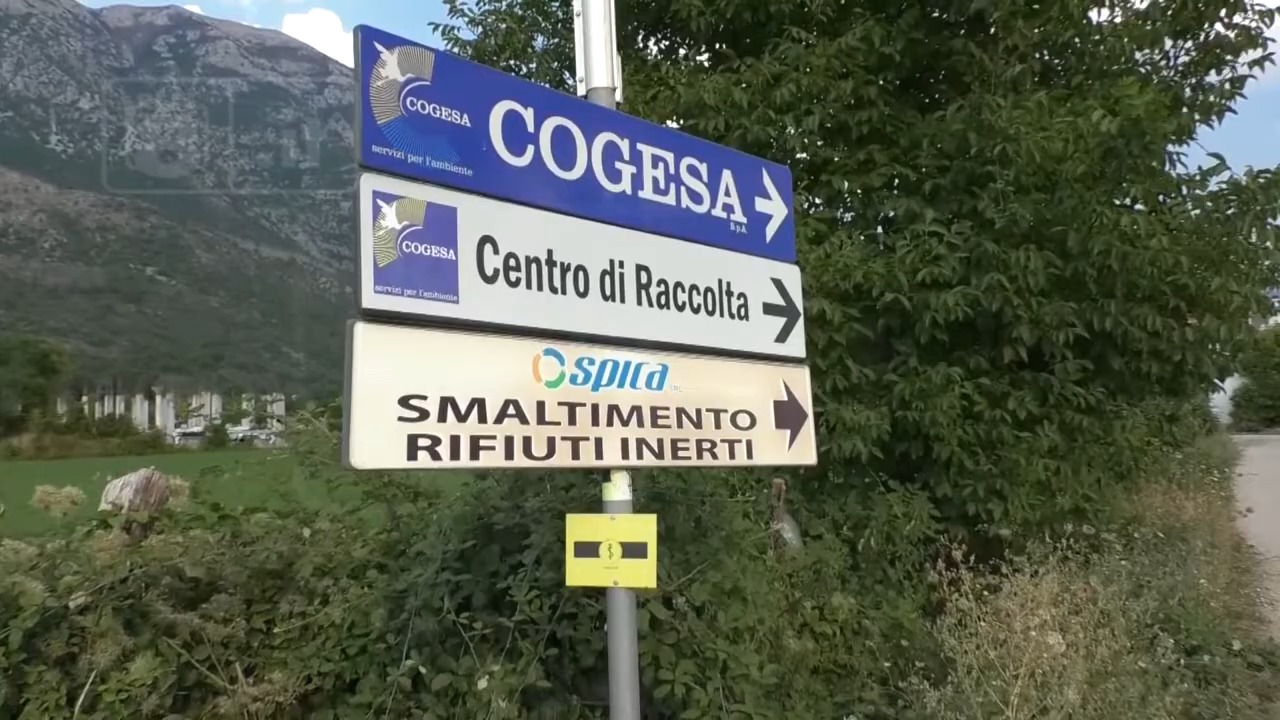 COGESA
servizi per l'ambiente
COGESA
S.p.A.
COGESA
servizi per l'ambiente
Centro di Raccolta
spica
SMALTIMENTO
RIFIUTI INERTI